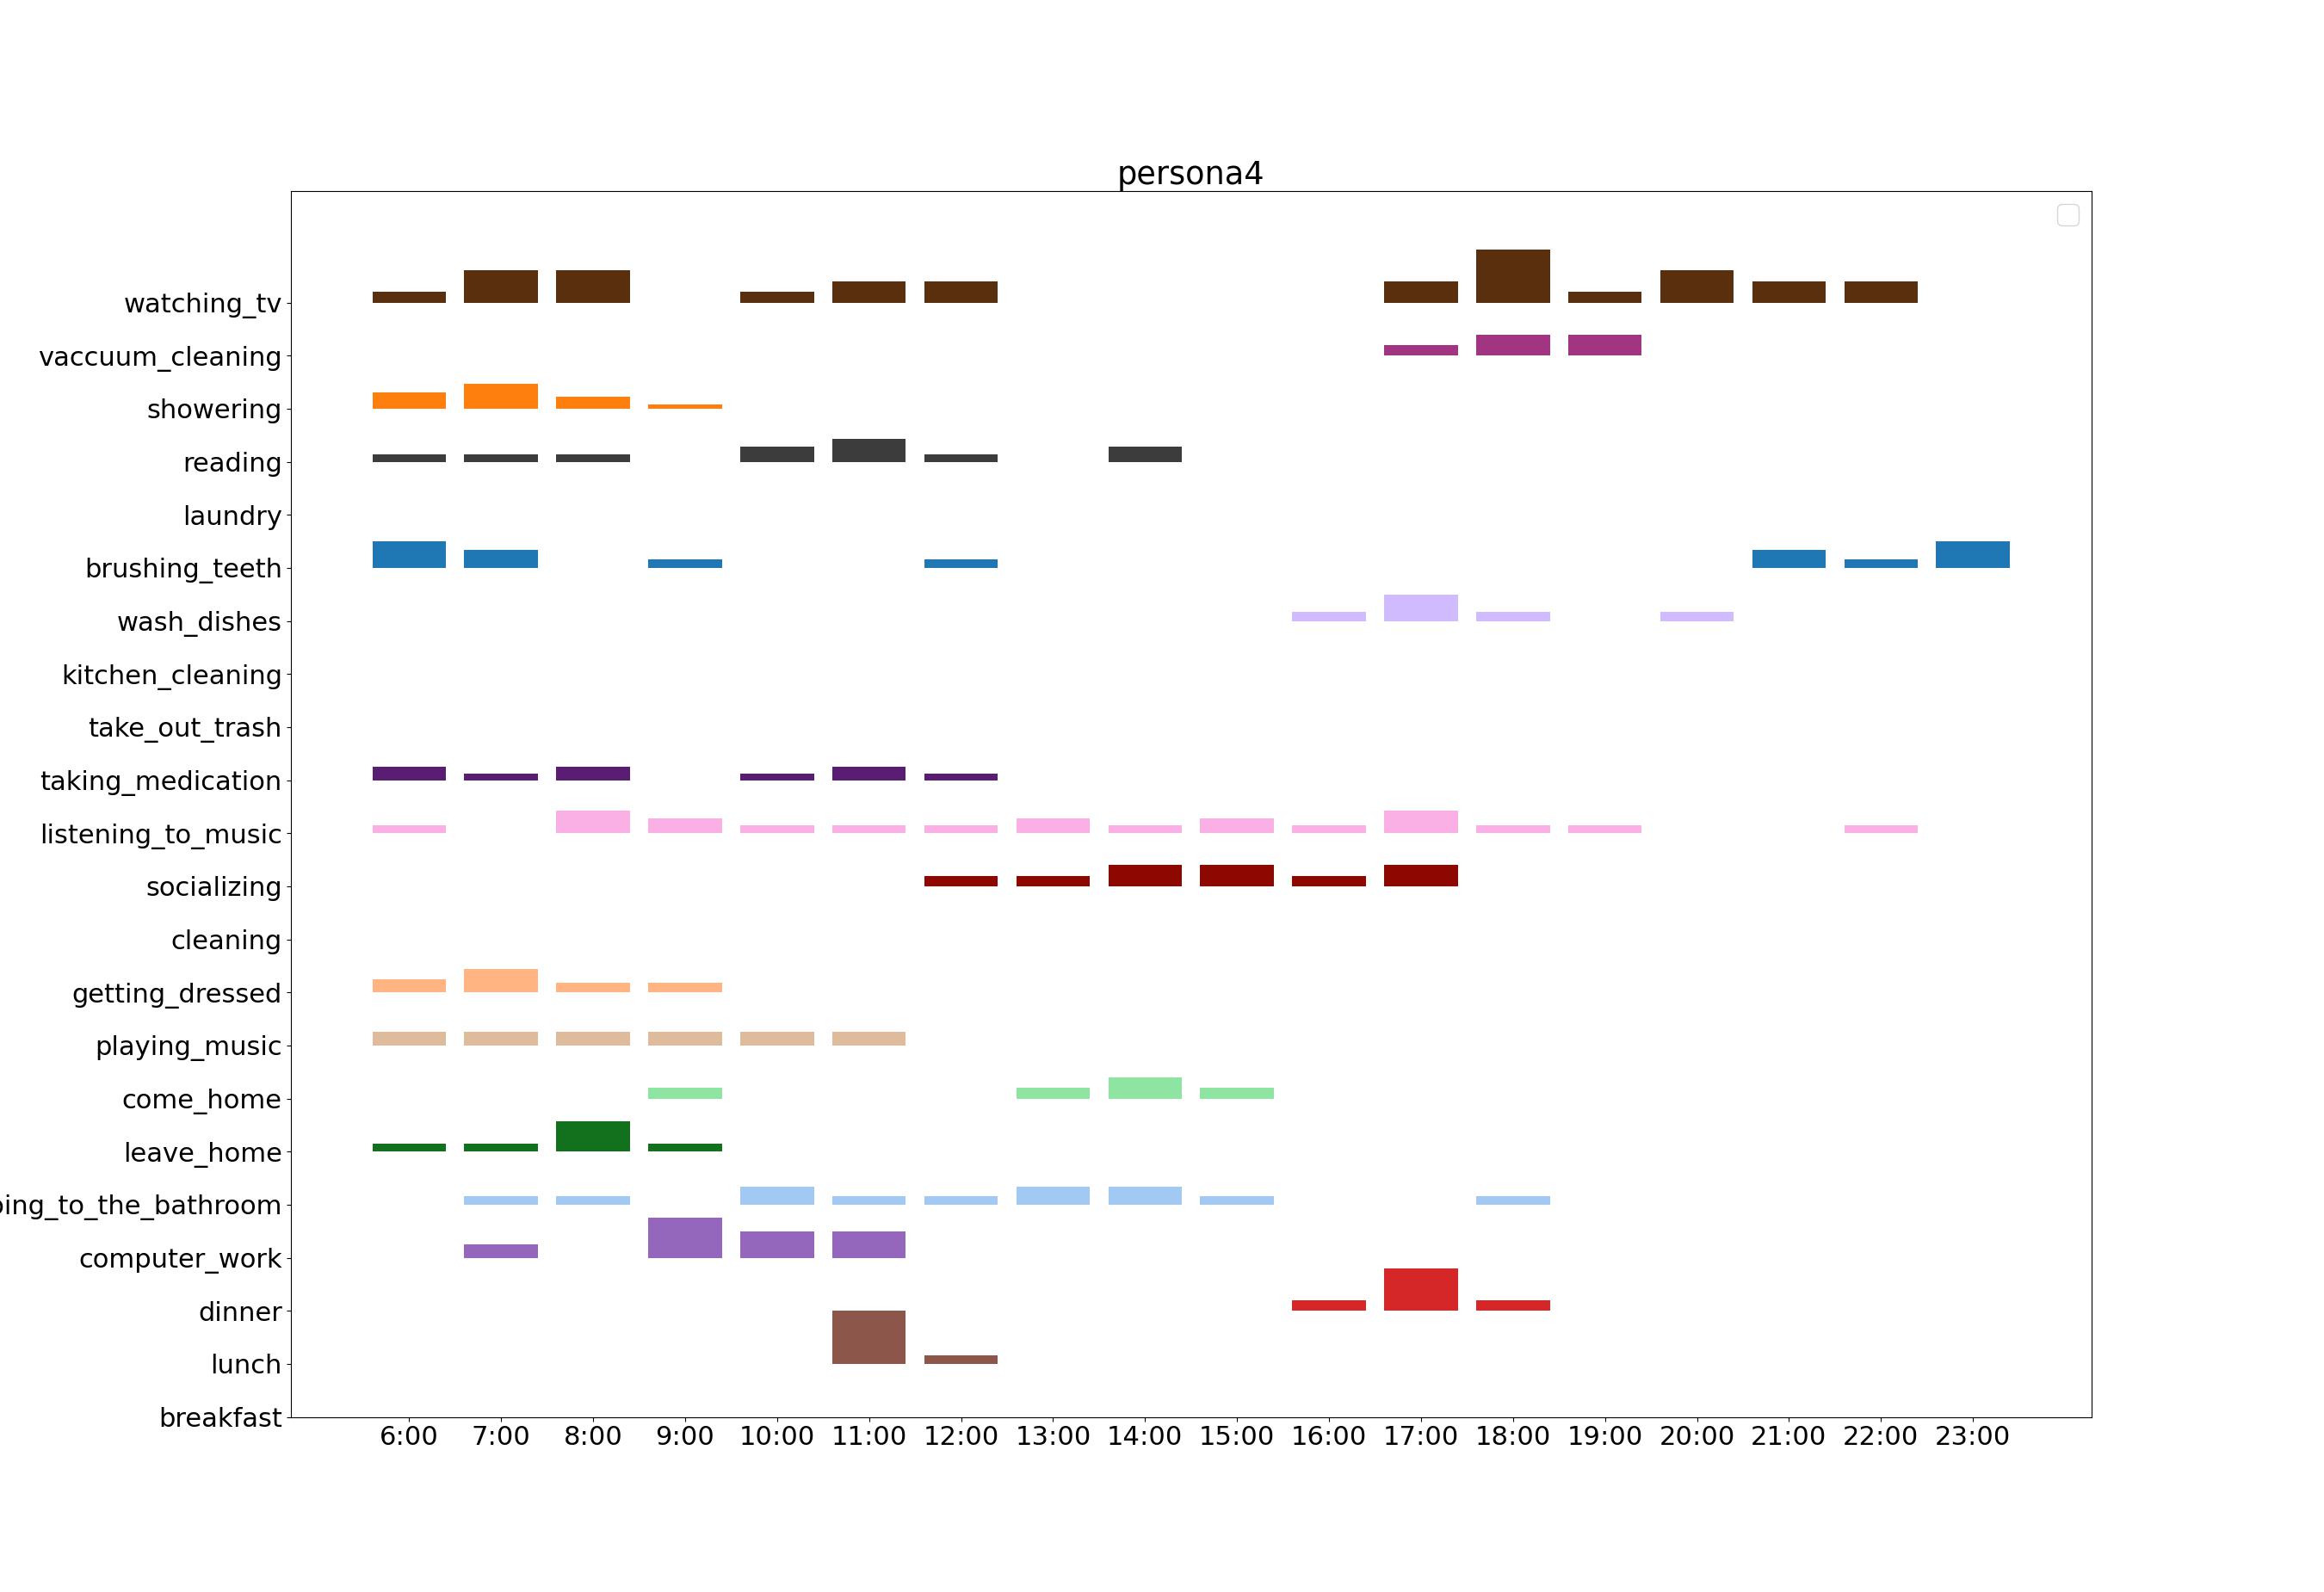 persona4
watching_tv
vaccuum_cleaning
showering
reading
laundry
brushing_teeth
wash_dishes
kitchen_cleaning
take_out_trash
taking_medication
listening_to_music
socializing
cleaning
getting_dressed
playing_music
come_home
leave_home
oing_to_the_bathroom
computer_work
dinner
lunch
breakfast
6:00 7:00 8:00 9:00 10:00 11:00 12:00 13:00 14:00 15:00 16:00 17:00 18:00 19:00 20:00 21:00 22:00 23:00